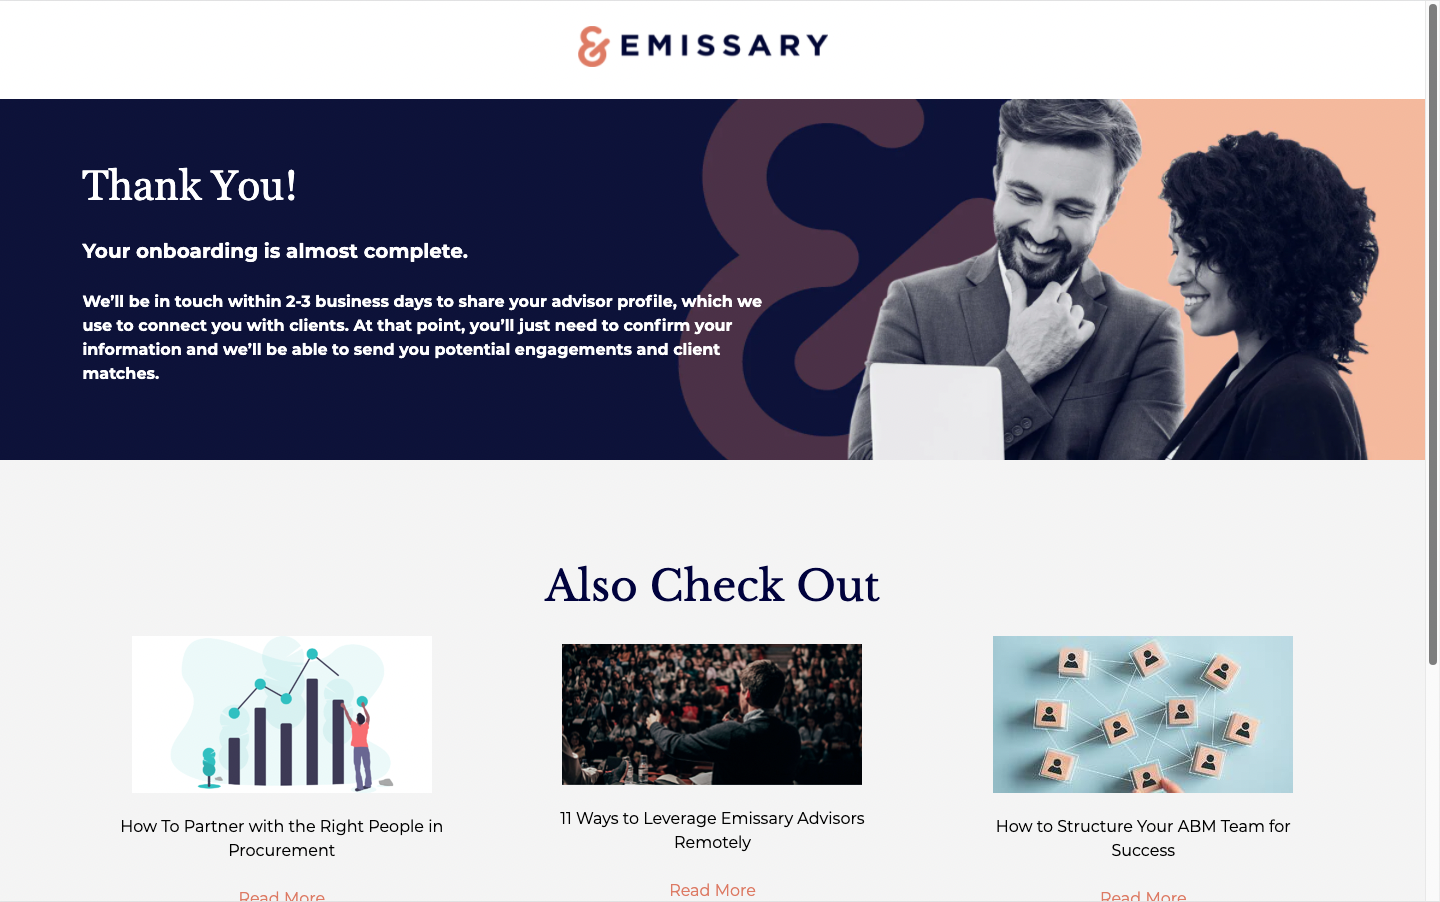 & EMISSARY
Thank You!
Your onboarding is almost complete.
We’ll be in touch within 2-3 business days to share your advisor profile, which we
use to connect you with clients. At that point, you’ll just need to confirm your
information and we’ll be able to send you potential engagements and client
matches.
Also Check Out
How To Partner with the Right People in
Procurement
Read More
11 Ways to Leverage Emissary Advisors
Remotely
Read More
How to Structure Your ABM Team for
Success
Read More